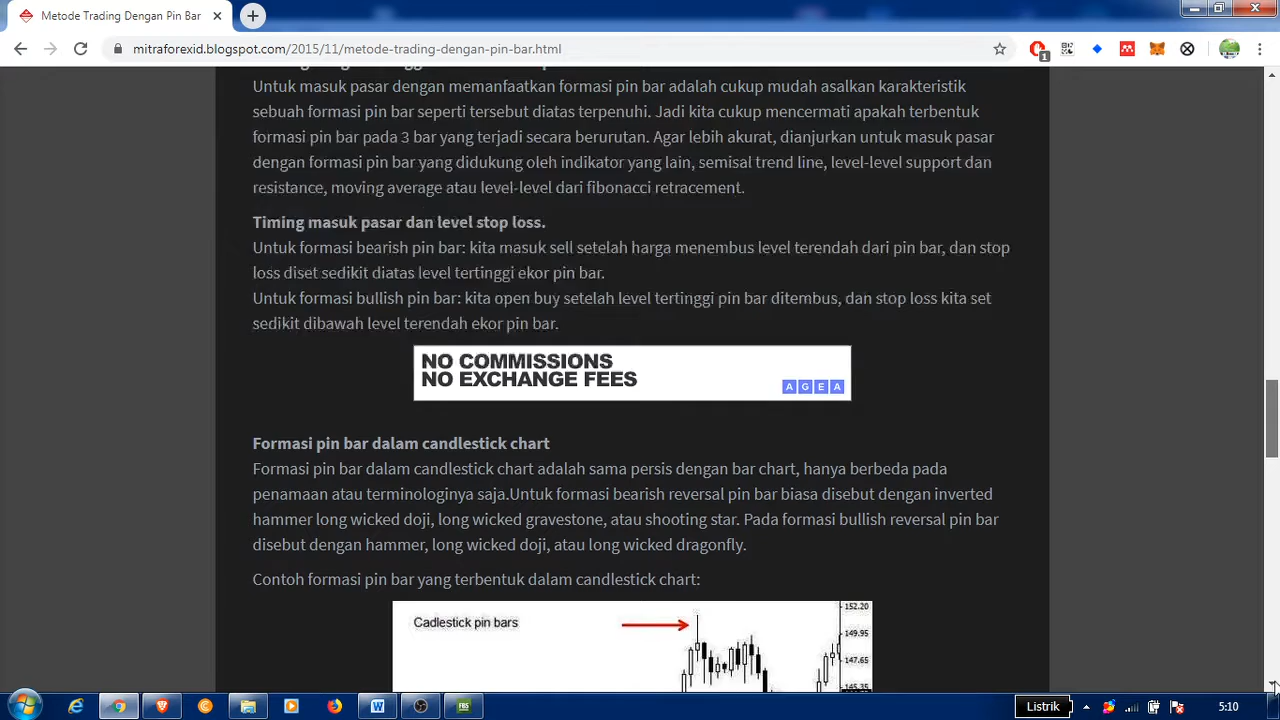 Metode Trading Dengan Pin Bar
mitraforexid.blogspot.com/2015/11/metode-trading-dengan-pin-bar.html
1
Untuk masuk pasar dengan memanfaatkan formasi pin bar adalah cukup mudah asalkan karakteristik
sebuah formasi pin bar seperti tersebut diatas terpenuhi. Jadi kita cukup mencermati apakah terbentuk
formasi pin bar pada 3 bar yang terjadi secara berurutan. Agar lebih akurat, dianjurkan untuk masuk pasar
dengan formasi pin bar yang didukung oleh indikator yang lain, semisal trend line, level-level support dan
resistance, moving average atau level-level dari fibonacci retracement.
Timing masuk pasar dan level stop loss.
Untuk formasi bearish pin bar: kita masuk sell setelah harga menembus level terendah dari pin bar, dan stop
loss diset sedikit diatas level tertinggi ekor pin bar.
Untuk formasi bullish pin bar: kita open buy setelah level tertinggi pin bar ditembus, dan stop loss kita set
sedikit dibawah level terendah ekor pin bar.
NO COMMISSIONS
NO EXCHANGE FEES
AGEA
Formasi pin bar dalam candlestick chart
Formasi pin bar dalam candlestick chart adalah sama persis dengan bar chart, hanya berbeda pada
penamaan atau terminologinya saja.Untuk formasi bearish reversal pin bar biasa disebut dengan inverted
hammer long wicked doji, long wicked gravestone, atau shooting star. Pada formasi bullish reversal pin bar
disebut dengan hammer, long wicked doji, atau long wicked dragonfly.
Contoh formasi pin bar yang terbentuk dalam candlestick chart:
Cadlestick pin bars
152.20
149.95
147.65
Listrik
5:10